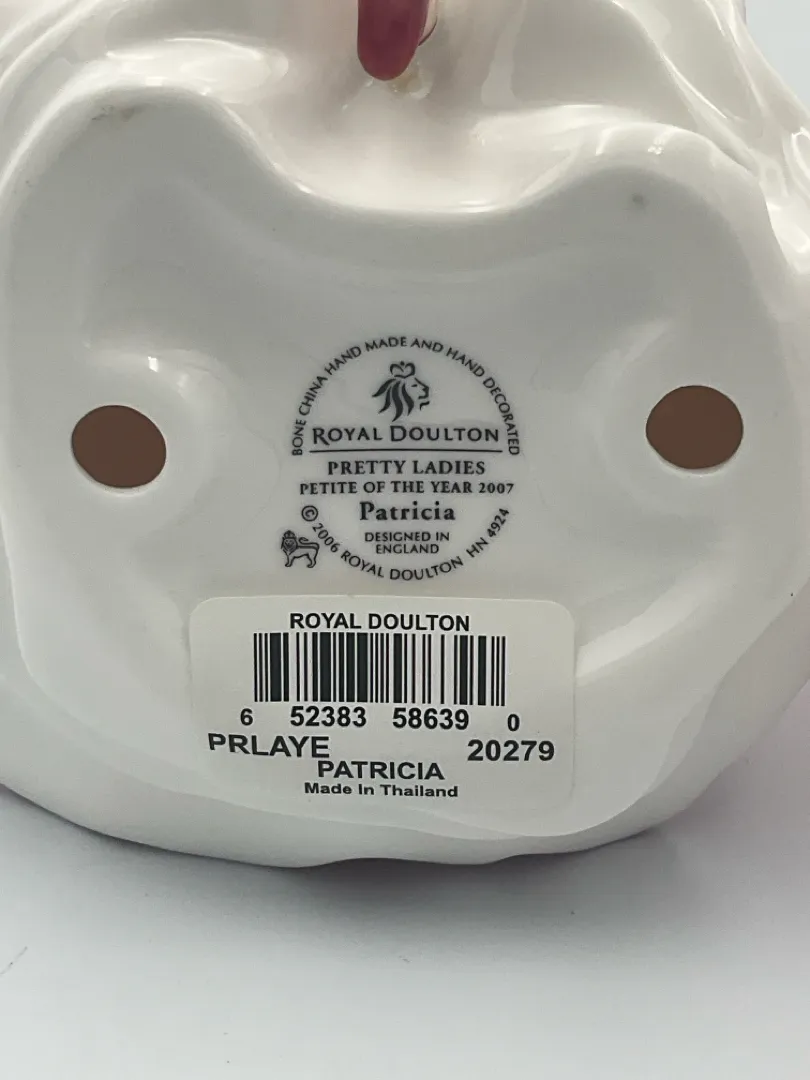 BONE CHINA HAND MADE AND HAND DECORATED
ROYAL DOULTON
PRETTY LADIES
PETITE OF THE YEAR 2007
Patricia
DESIGNED IN
ENGLAND
© 2006 ROYAL DOULTON HN 4924
ROYAL DOULTON
6 52383 58639 0
PRLAYE 20279
PATRICIA
Made In Thailand